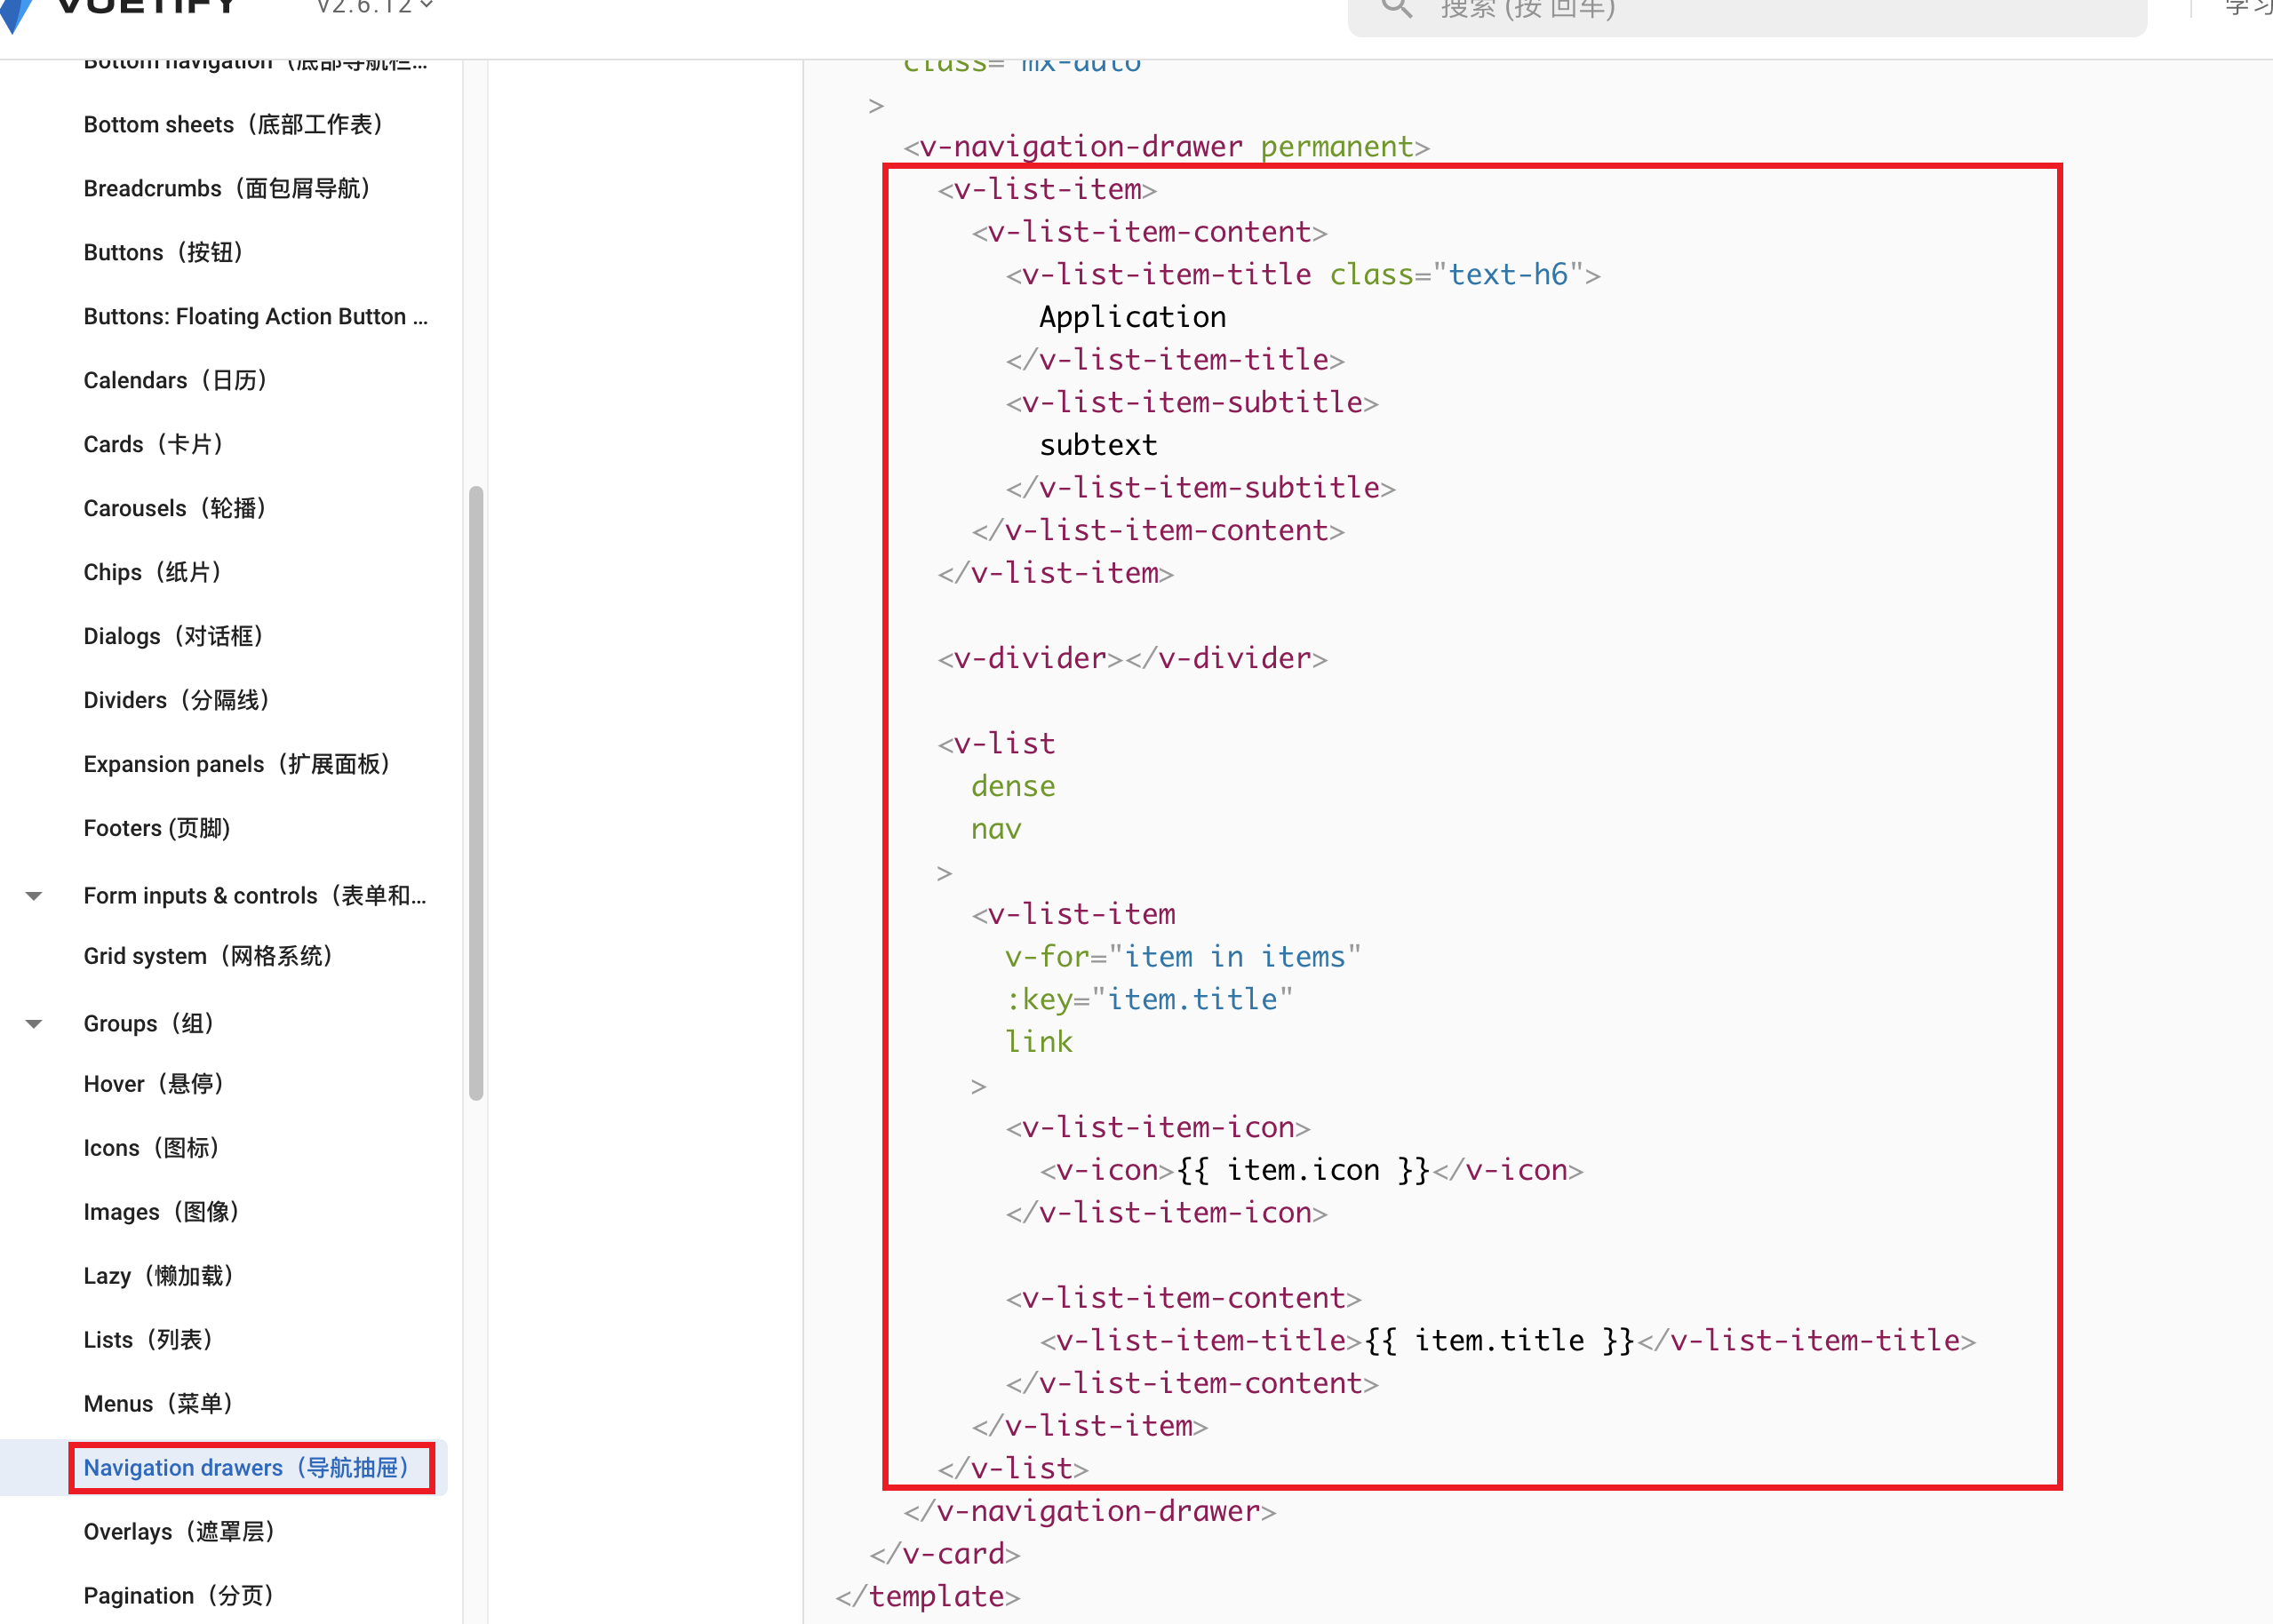 VUETIFY
v2.6.12
搜索 (按 回车)
学习
Bottom navigation（底部导航栏...
Bottom sheets（底部工作表）
Breadcrumbs（面包屑导航）
Buttons（按钮）
Buttons: Floating Action Button ...
Calendars（日历）
Cards（卡片）
Carousels（轮播）
Chips（纸片）
Dialogs（对话框）
Dividers（分隔线）
Expansion panels（扩展面板）
Footers (页脚)
Form inputs & controls（表单和...
Grid system（网格系统）
Groups（组）
Hover（悬停）
Icons（图标）
Images（图像）
Lazy（懒加载）
Lists（列表）
Menus（菜单）
Navigation drawers（导航抽屉）
Overlays（遮罩层）
Pagination（分页）
class="mx-auto"
>
<v-navigation-drawer permanent>
<v-list-item>
<v-list-item-content>
<v-list-item-title class="text-h6">
Application
</v-list-item-title>
<v-list-item-subtitle>
subtext
</v-list-item-subtitle>
</v-list-item-content>
</v-list-item>
<v-divider></v-divider>
<v-list
dense
nav
>
<v-list-item
v-for="item in items"
:key="item.title"
link
>
<v-list-item-icon>
<v-icon>{{ item.icon }}</v-icon>
</v-list-item-icon>
<v-list-item-content>
<v-list-item-title>{{ item.title }}</v-list-item-title>
</v-list-item-content>
</v-list-item>
</v-list>
</v-navigation-drawer>
</v-card>
</template>